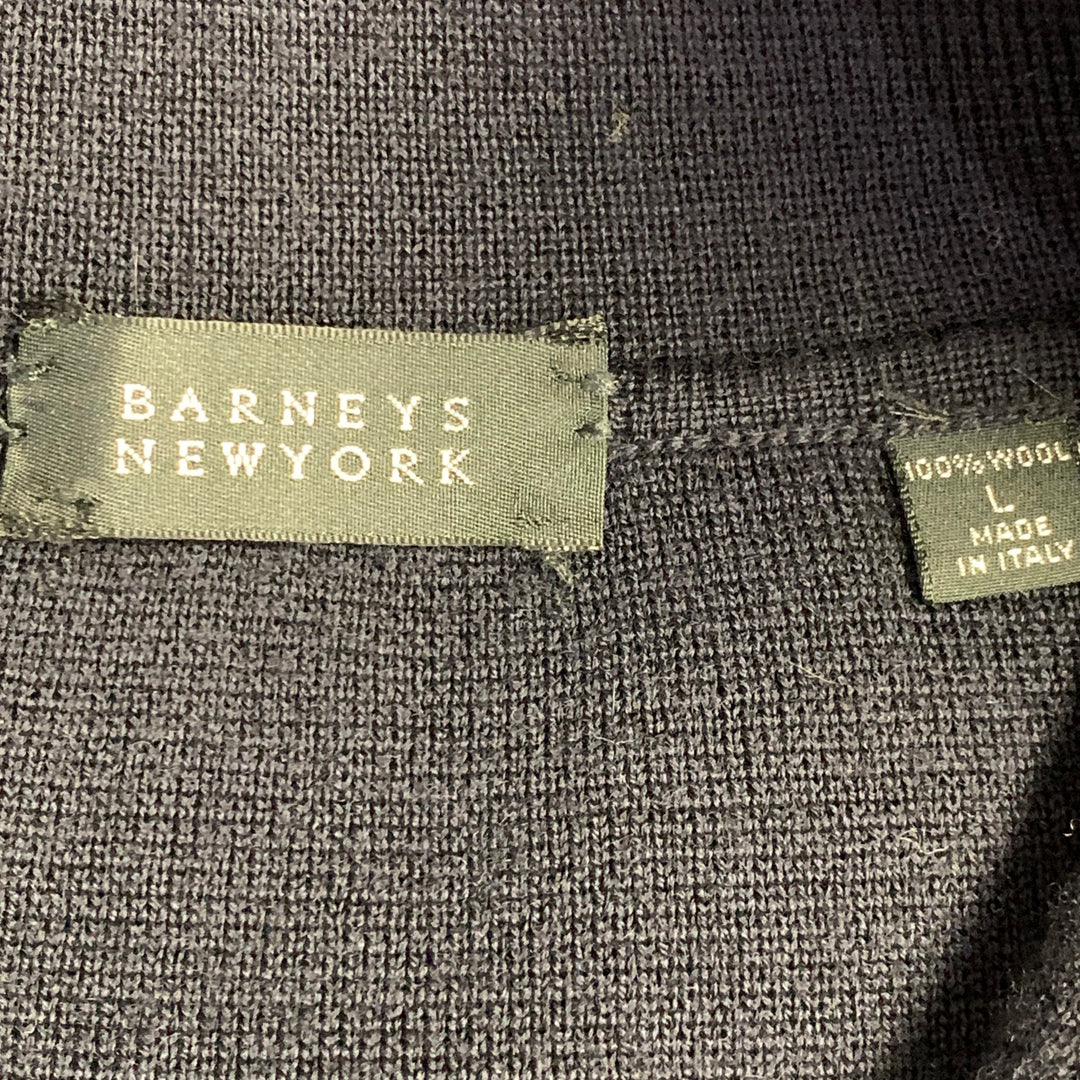 BARNEYS
NEWYORK
100% WOOL
L
MADE
IN ITALY